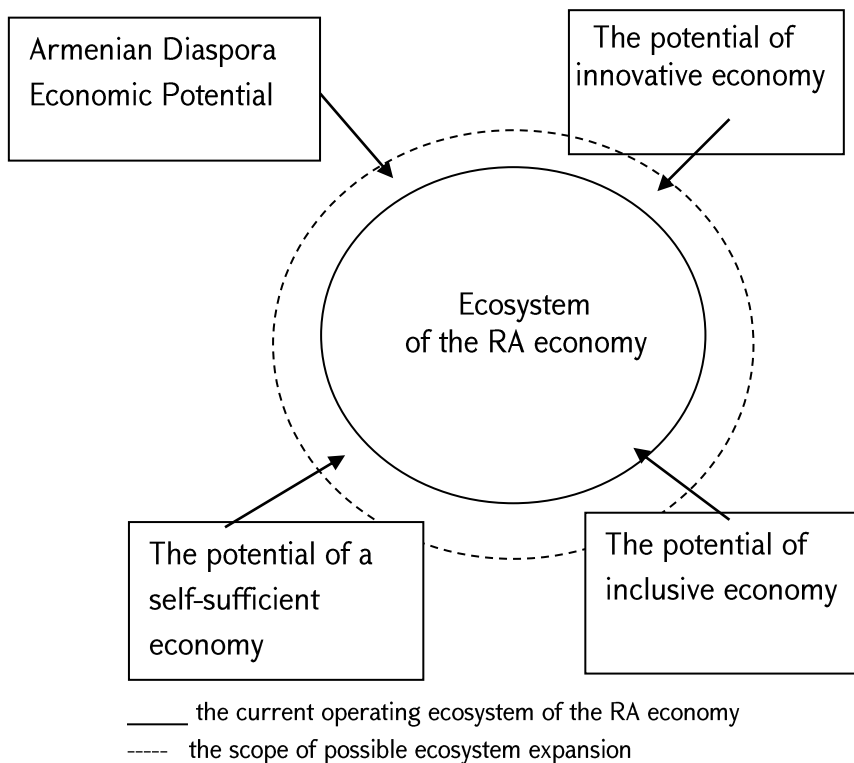 Armenian Diaspora
Economic Potential
The potential of
innovative economy
Ecosystem
of the RA economy
The potential of a
self-sufficient
economy
The potential of
inclusive economy
the current operating ecosystem of the RA economy
the scope of possible ecosystem expansion